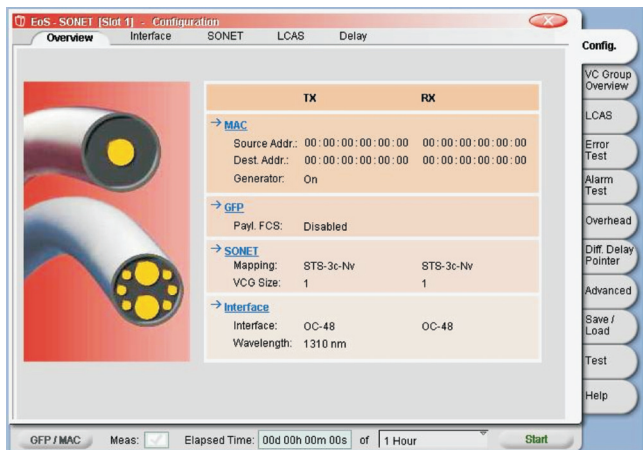 EoS - SONET [Slot 1] - Configuration
Overview Interface SONET LCAS Delay
Config.
VC Group
Overview
LCAS
Error
Test
Alarm
Test
Overhead
Diff. Delay
Pointer
Advanced
Save /
Load
Test
Help
TX RX
→ MAC
Source Addr.: 00:00:00:00:00:00 00:00:00:00:00:00
Dest. Addr.: 00:00:00:00:00:00 00:00:00:00:00:00
Generator: On
→ GFP
Payl. FCS: Disabled
→ SONET
Mapping: STS-3c-Nv STS-3c-Nv
VCG Size: 1 1
→ Interface
Interface: OC-48 OC-48
Wavelength: 1310 nm
GFP / MAC Meas: Elapsed Time: 00d 00h 00m 00s of 1 Hour Start